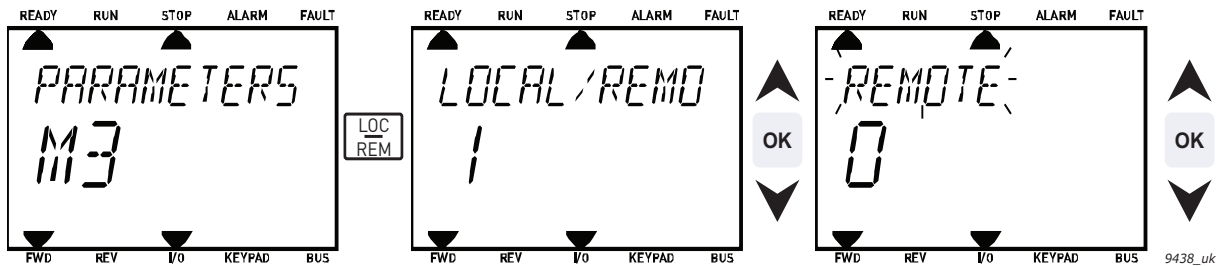 READY RUN STOP ALARM FAULT
PARAMETERS
M3
FWD REV I/O KEYPAD BUS
LOC
REM
READY RUN STOP ALARM FAULT
LOCAL/REMO
1
FWD REV I/O KEYPAD BUS
OK
READY RUN STOP ALARM FAULT
REMOTE
0
FWD REV I/O KEYPAD BUS
OK
9438_uk